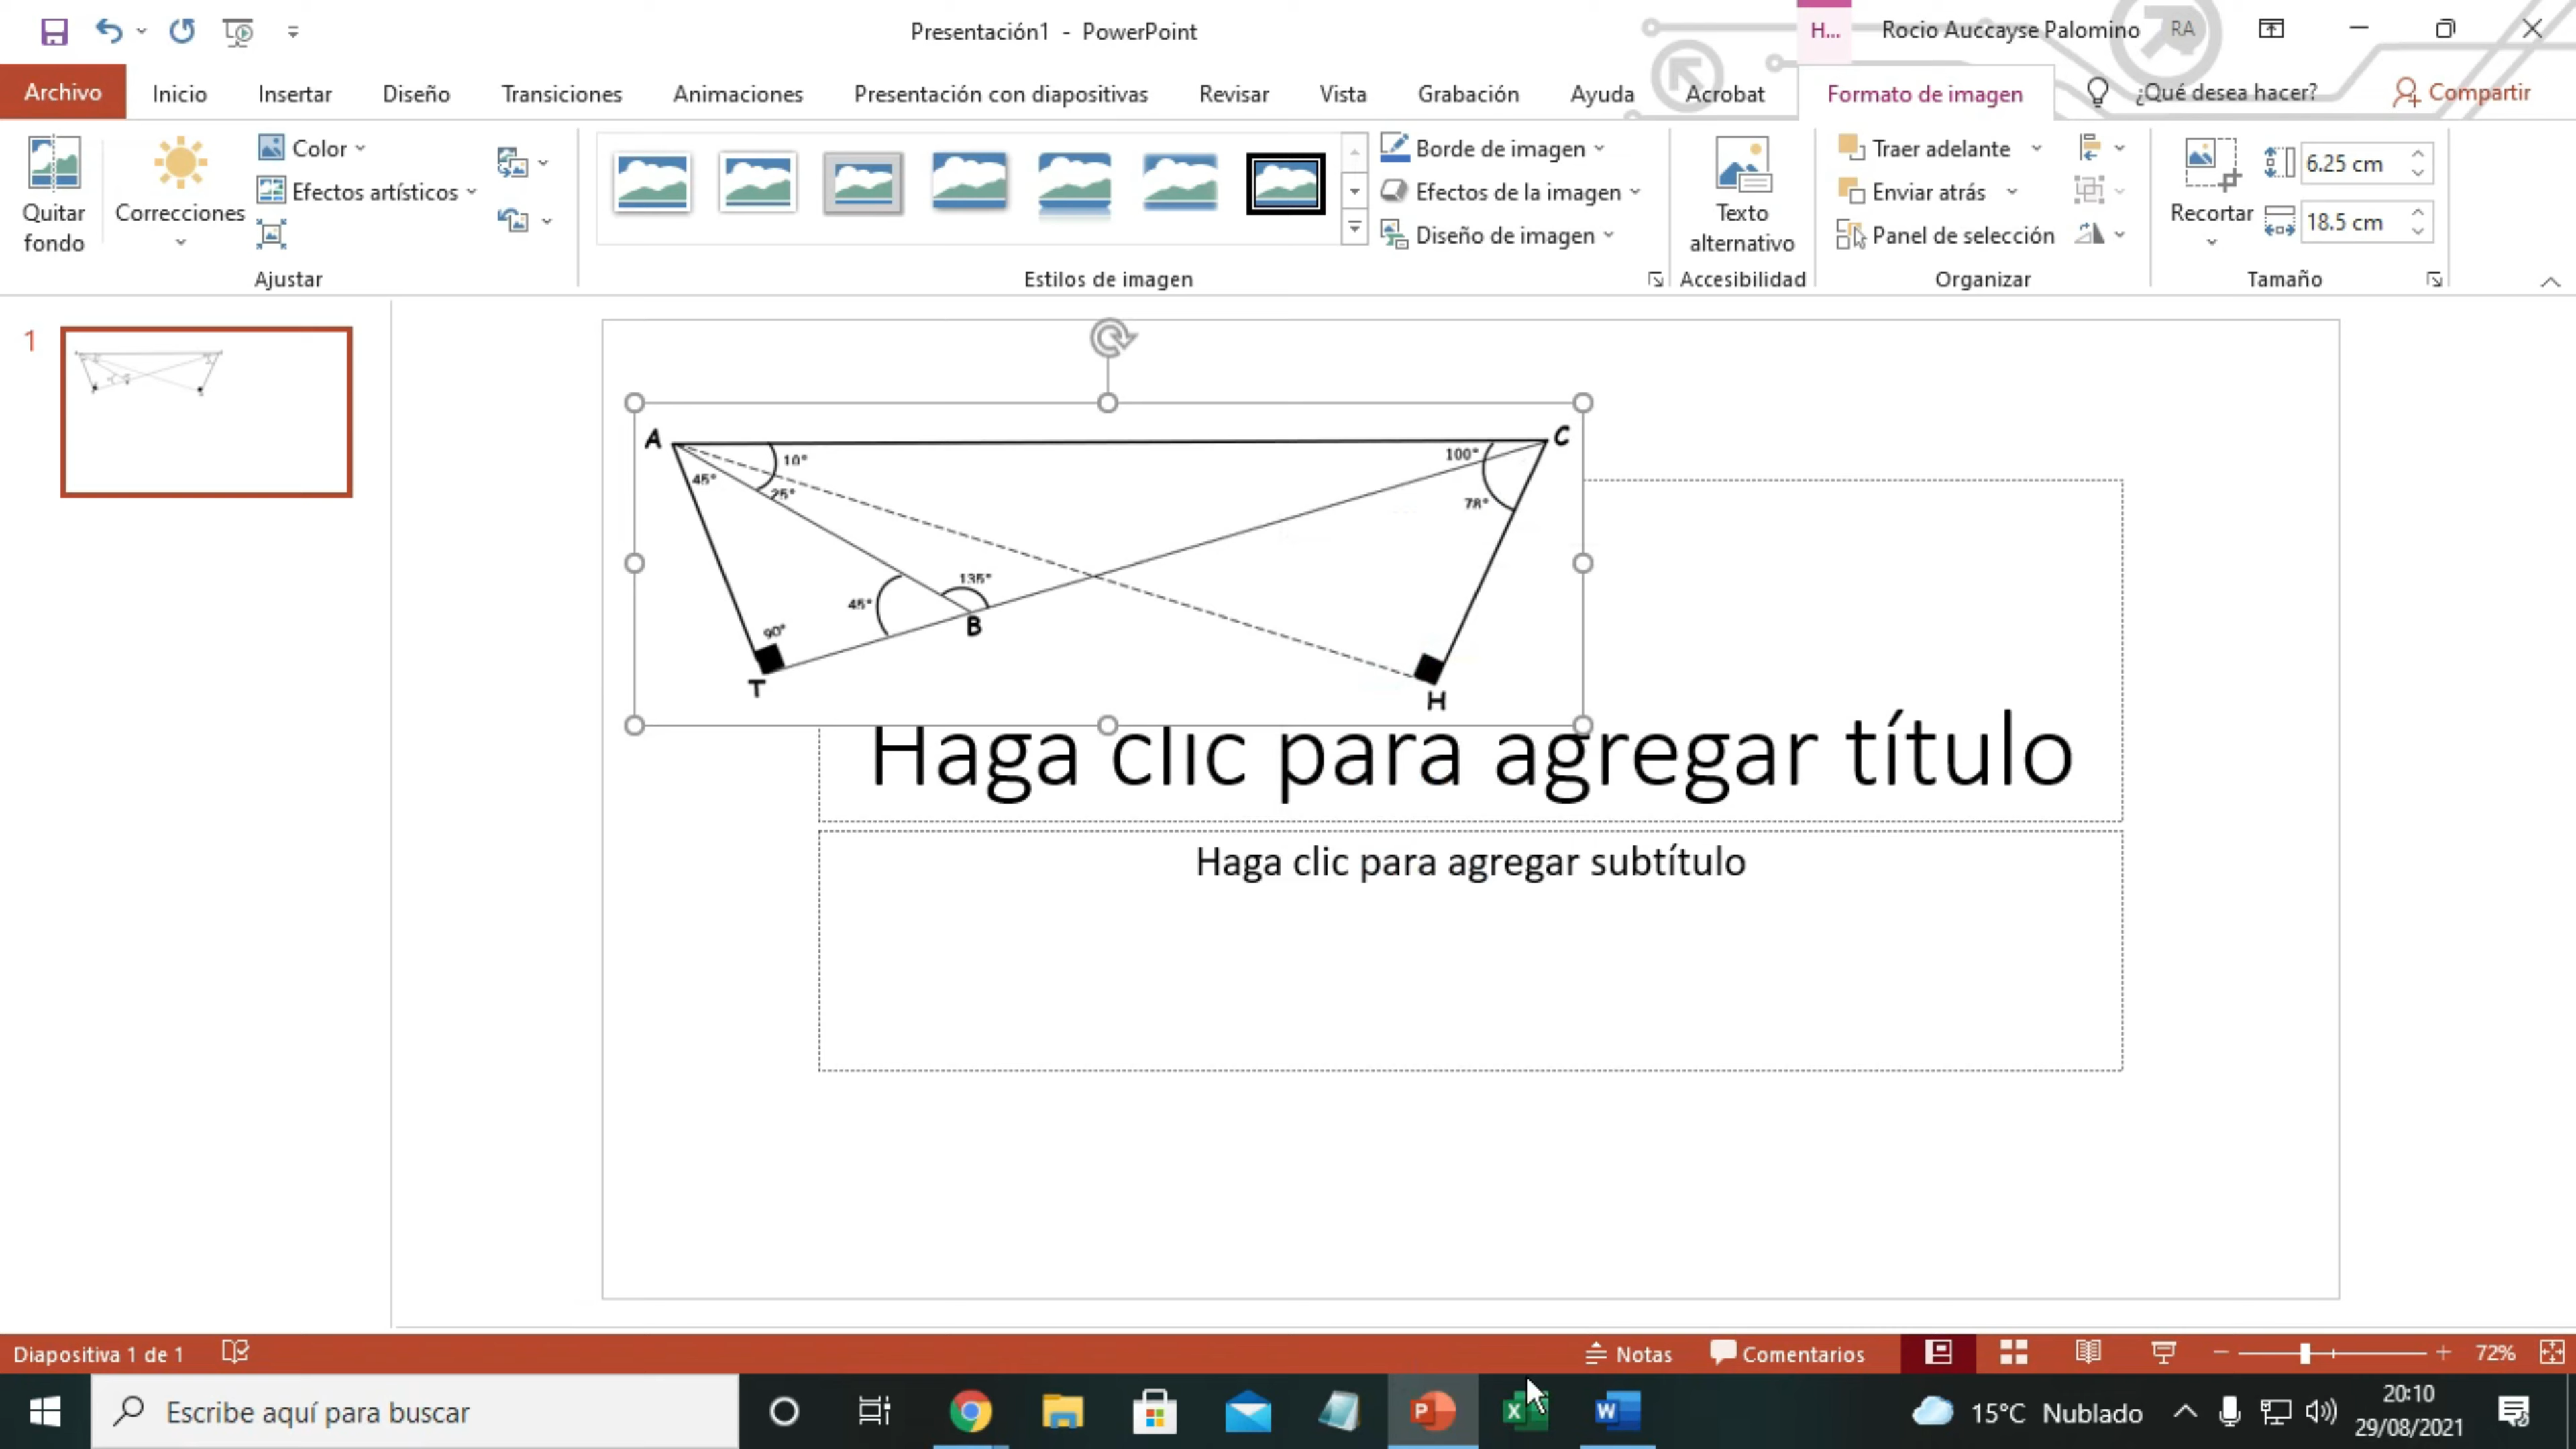 Presentación1 - PowerPoint
H...
Rocio Auccayse Palomino
RA
Archivo
Inicio
Insertar
Diseño
Transiciones
Animaciones
Presentación con diapositivas
Revisar
Vista
Grabación
Ayuda
Acrobat
Formato de imagen
¿Qué desea hacer?
Compartir
Quitar
fondo
Correcciones
Color
Efectos artísticos
Ajustar
Estilos de imagen
Borde de imagen
Efectos de la imagen
Diseño de imagen
Texto
alternativo
Accesibilidad
Traer adelante
Enviar atrás
Panel de selección
Organizar
Recortar
6.25 cm
18.5 cm
Tamaño
1
A
C
10°
100°
45°
25°
78°
135°
45°
B
90°
T
H
Haga clic para agregar título
Haga clic para agregar subtítulo
Diapositiva 1 de 1
Notas
Comentarios
72%
Escribe aquí para buscar
15°C Nublado
20:10
29/08/2021